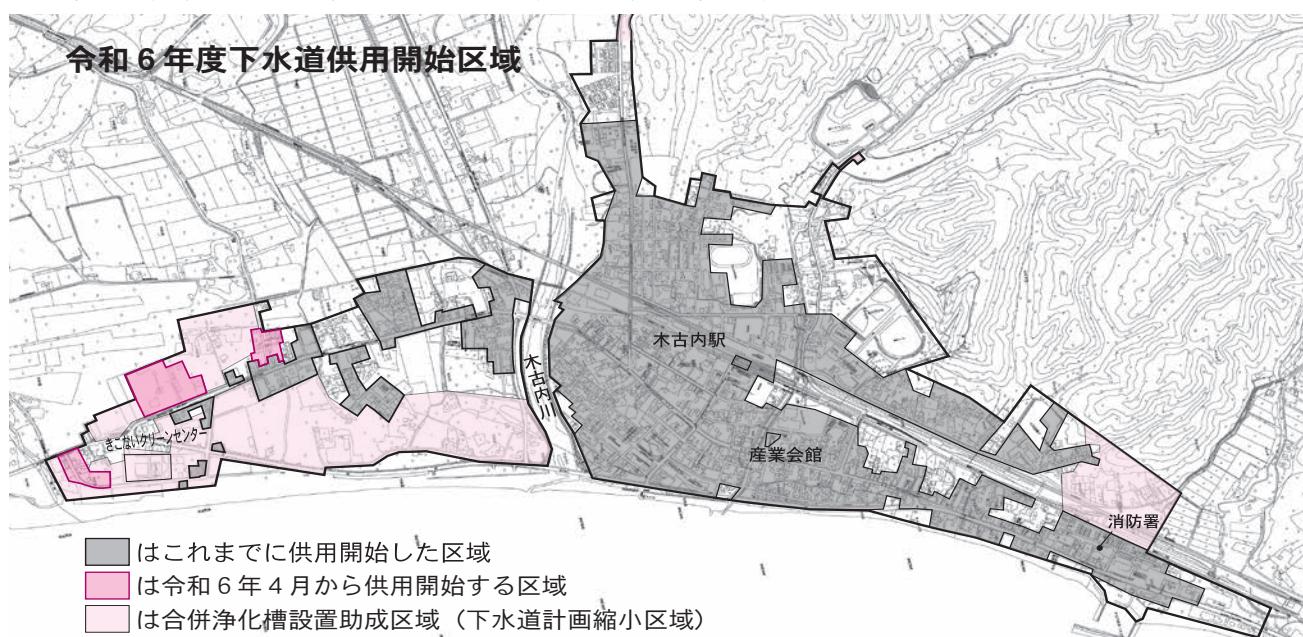 令和6年度下水道供用開始区域
木古内駅
木古内川
きこないクリーンセンター
産業会館
消防署
はこれまでに供用開始した区域
は令和6年4月から供用開始する区域
は合併浄化槽設置助成区域（下水道計画縮小区域）